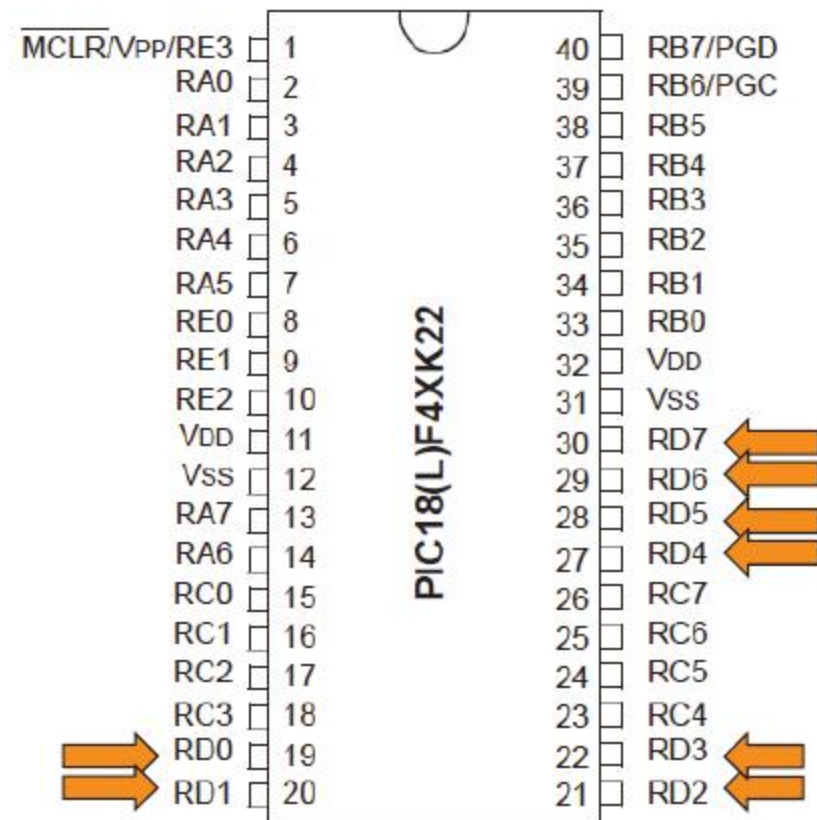 MCLR/VPP/RE3 1 40 RB7/PGD
RA0 2 39 RB6/PGC
RA1 3 38 RB5
RA2 4 37 RB4
RA3 5 36 RB3
RA4 6 35 RB2
RA5 7 34 RB1
RE0 8 33 RB0
RE1 9 32 VDD
RE2 10 31 VSS
VDD 11 30 RD7
VSS 12 29 RD6
RA7 13 28 RD5
RA6 14 27 RD4
RC0 15 26 RC7
RC1 16 25 RC6
RC2 17 24 RC5
RC3 18 23 RC4
RD0 19 22 RD3
RD1 20 21 RD2
PIC18(L)F4XK22